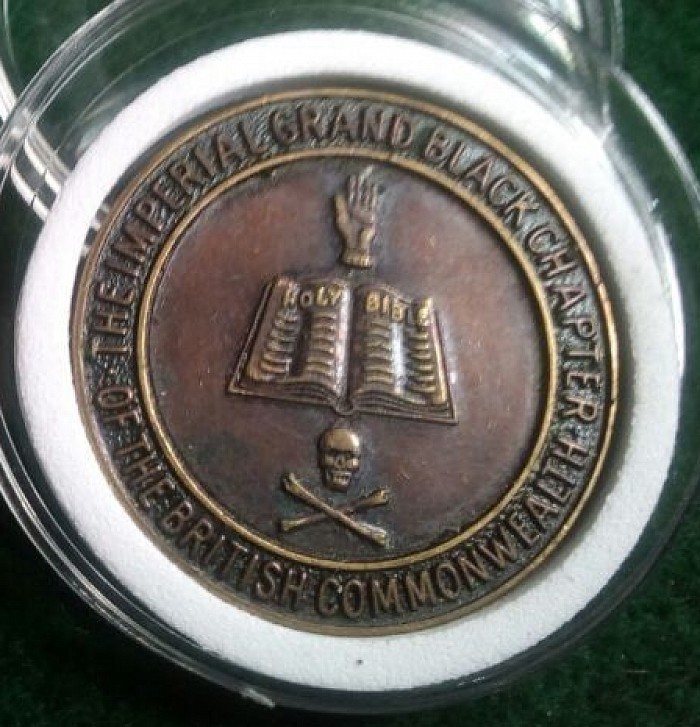 THE IMPERIAL GRAND BLACK CHAPTER
OF THE BRITISH COMMONWEALTH
HOLY BIBLE